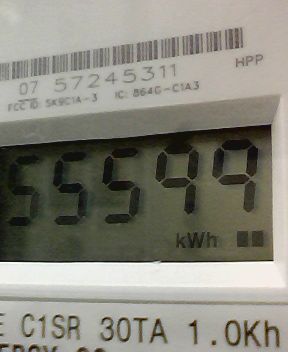 HPP
07 57245311
FCC ID: SK9C1A-3 IC: 864G-C1A3
55599
kWh
C1SR 30TA 1.0Kh